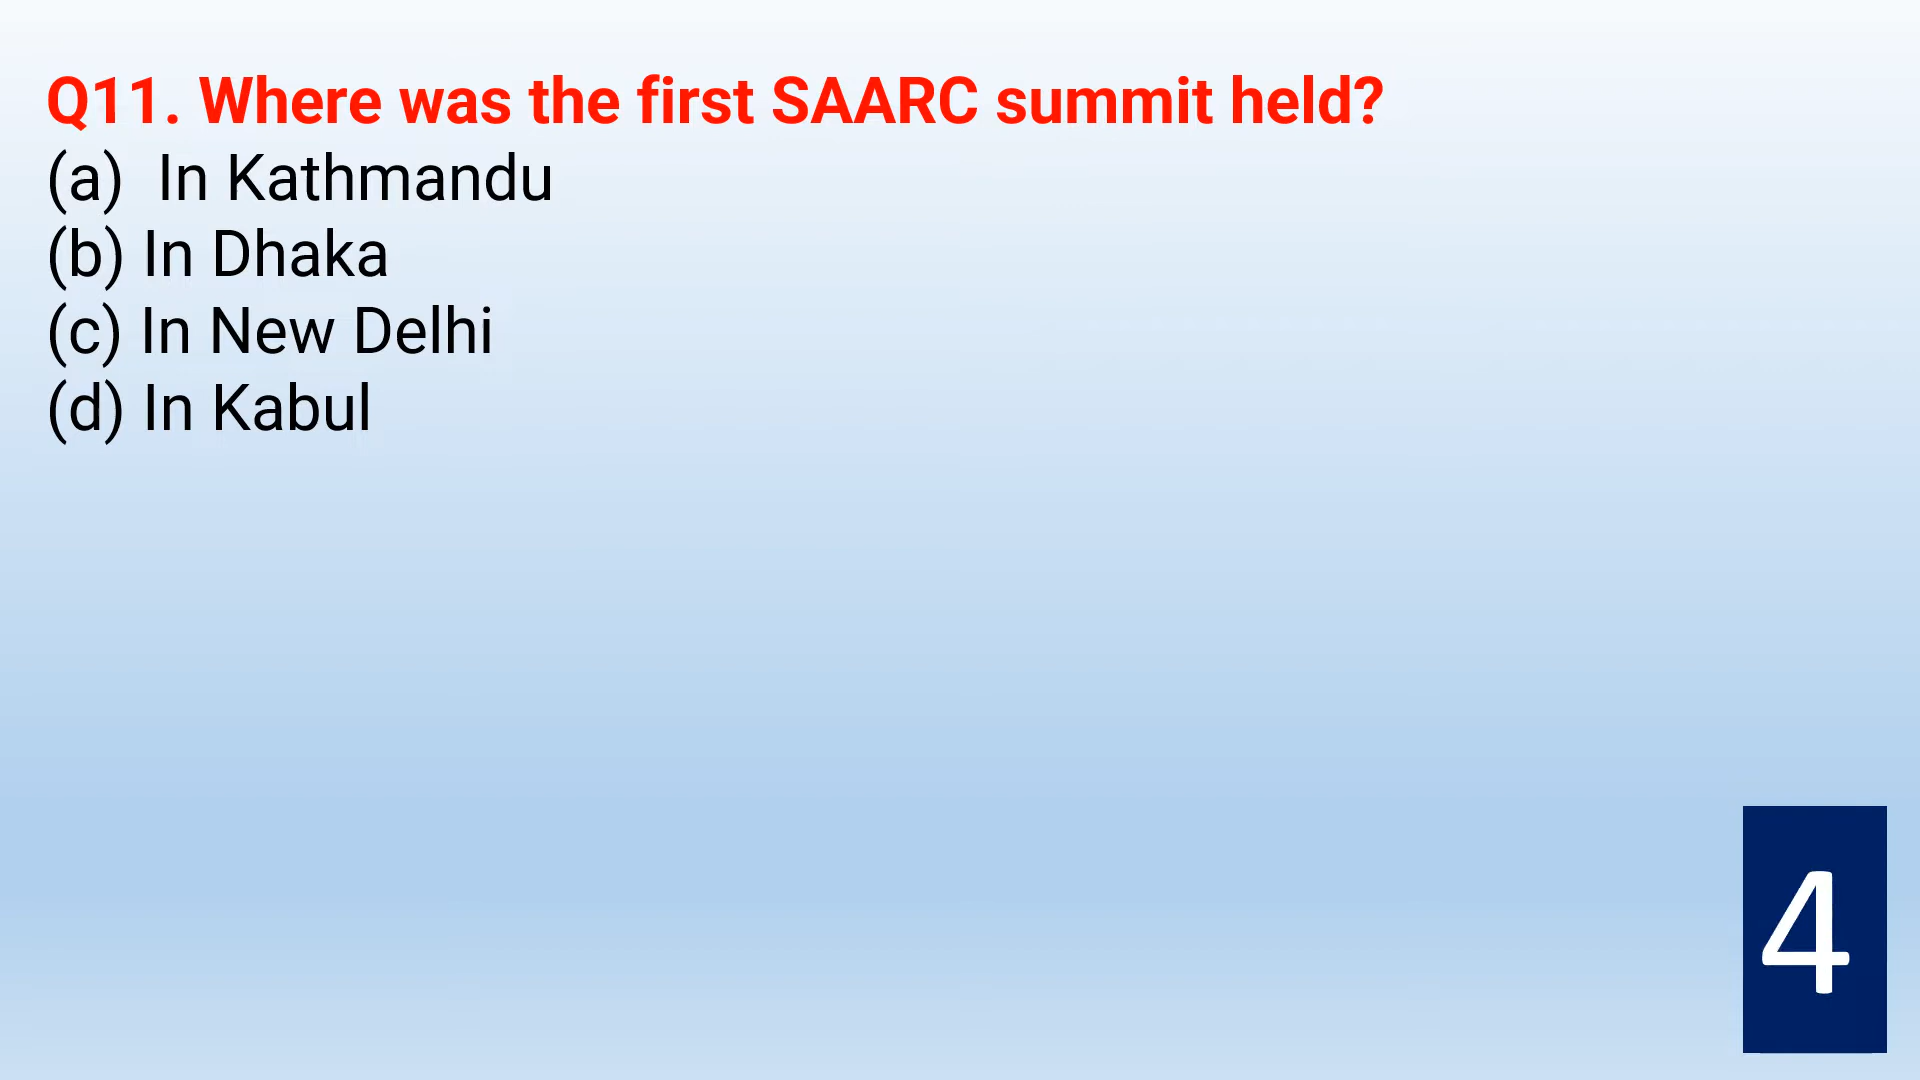 Q11. Where was the first SAARC summit held?
(a)  In Kathmandu
(b) In Dhaka
(c) In New Delhi
(d) In Kabul
4